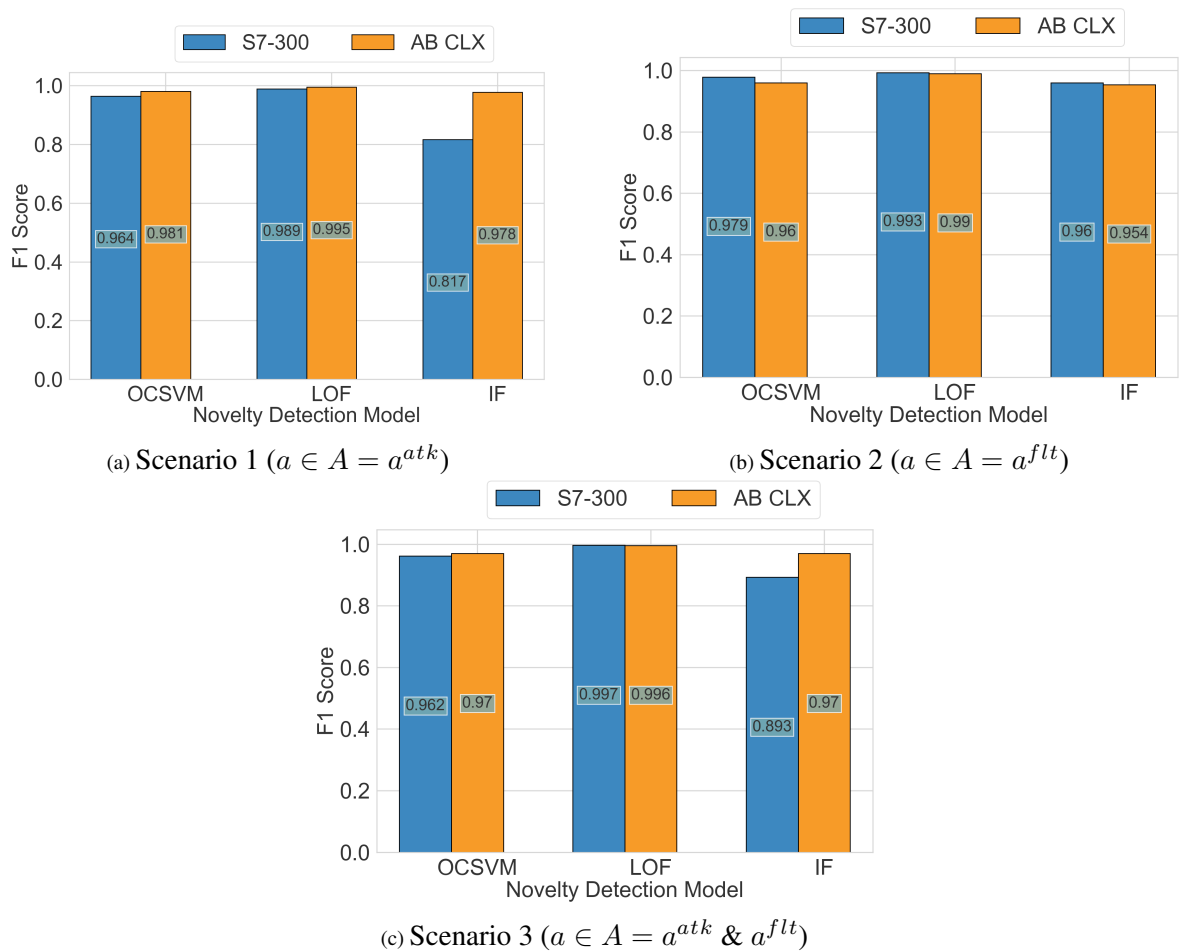 S7-300 AB CLX
1.0
0.8
0.6
0.4
0.2
0.0
F1 Score
0.964 0.981 0.989 0.995 0.817 0.978
OCSVM LOF IF
Novelty Detection Model
(a) Scenario 1 (a ∈ A = a^{atk})
S7-300 AB CLX
1.0
0.8
0.6
0.4
0.2
0.0
F1 Score
0.979 0.96 0.993 0.99 0.96 0.954
OCSVM LOF IF
Novelty Detection Model
(b) Scenario 2 (a ∈ A = a^{flt})
S7-300 AB CLX
1.0
0.8
0.6
0.4
0.2
0.0
F1 Score
0.962 0.97 0.997 0.996 0.893 0.97
OCSVM LOF IF
Novelty Detection Model
(c) Scenario 3 (a ∈ A = a^{atk} & a^{flt})